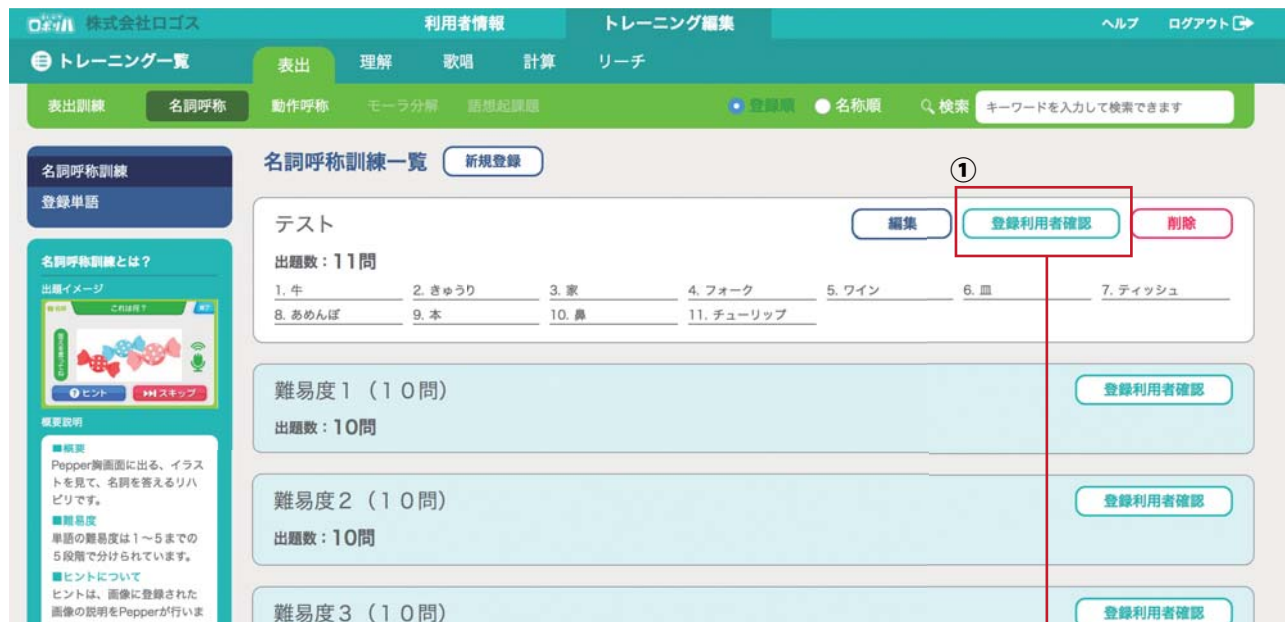 ロボリハ 株式会社ロゴス 利用者情報 トレーニング編集 ヘルプ ログアウト
トレーニング一覧 表出 理解 歌唱 計算 リーチ
表出訓練 名詞呼称 動作呼称 モーラ分解 語想起課題 登録順 名称順 検索 キーワードを入力して検索できます
名詞呼称訓練
登録単語
名詞呼称訓練とは？
出題イメージ
これは何？
ヒント スキップ
概要説明
■概要
Pepper胸画面に出る、イラス
トを見て、名詞を答えるリハ
ビリです。
■難易度
単語の難易度は1～5までの
5段階で分けられています。
■ヒントについて
ヒントは、画像に登録された
画像の説明をPepperが行いま
名詞呼称訓練一覧 新規登録
①
テスト 編集 登録利用者確認 削除
出題数：11問
1. 牛 2. きゅうり 3. 家 4. フォーク 5. ワイン 6. 皿 7. ティッシュ
8. あめんぼ 9. 本 10. 鼻 11. チューリップ
難易度１（１０問） 登録利用者確認
出題数：10問
難易度２（１０問） 登録利用者確認
出題数：10問
難易度３（１０問） 登録利用者確認